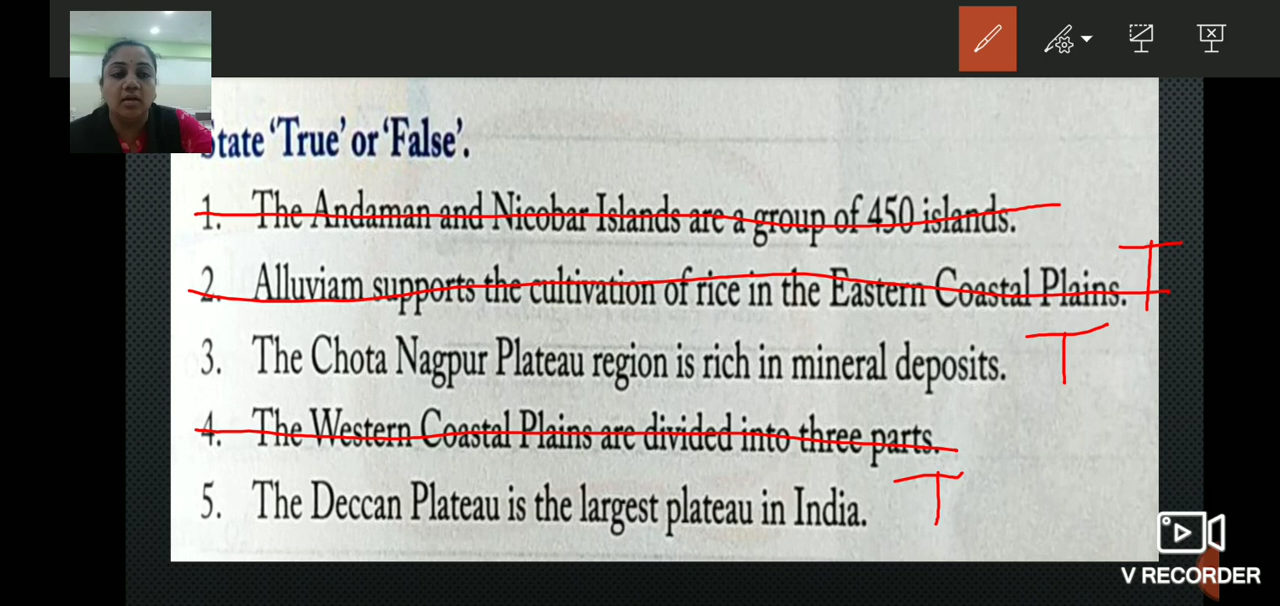 State 'True' or 'False'.
1. The Andaman and Nicobar Islands are a group of 450 islands.
2. Alluviam supports the cultivation of rice in the Eastern Coastal Plains. T
3. The Chota Nagpur Plateau region is rich in mineral deposits. T
4. The Western Coastal Plains are divided into three parts.
5. The Deccan Plateau is the largest plateau in India. T
V RECORDER